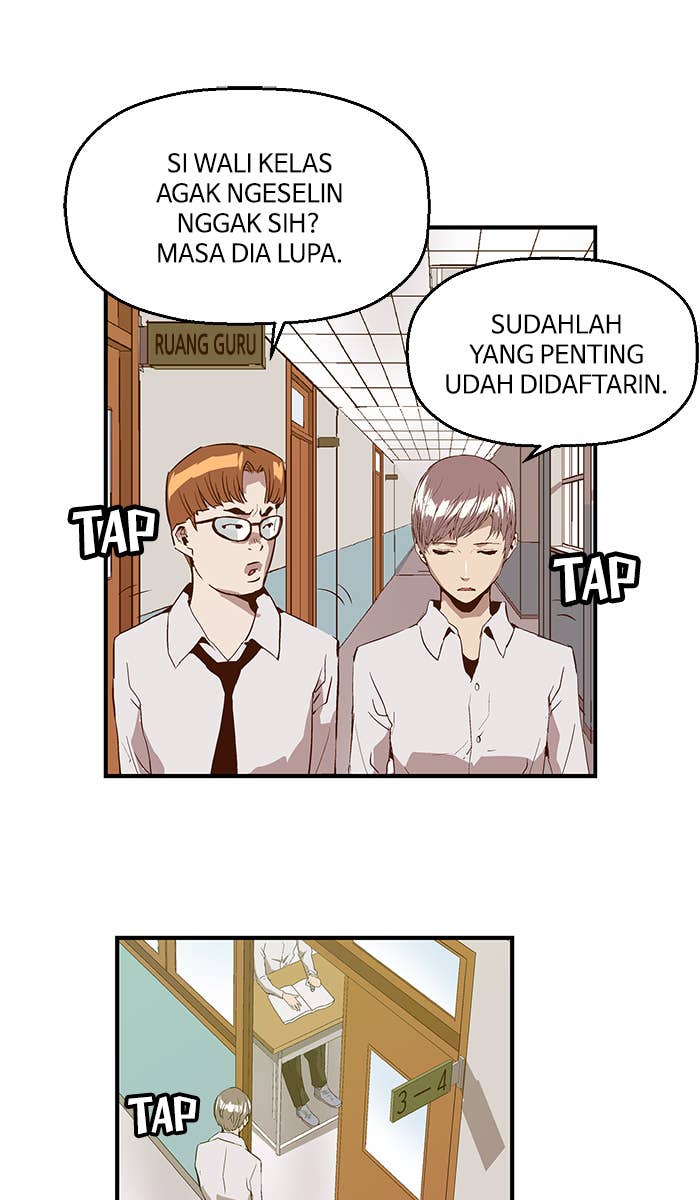 SI WALI KELAS
AGAK NGESELIN
NGGAK SIH?
MASA DIA LUPA.
RUANG GURU
SUDAHLAH
YANG PENTING
UDAH DIDAFTARIN.
TAP
TAP
3-4
TAP